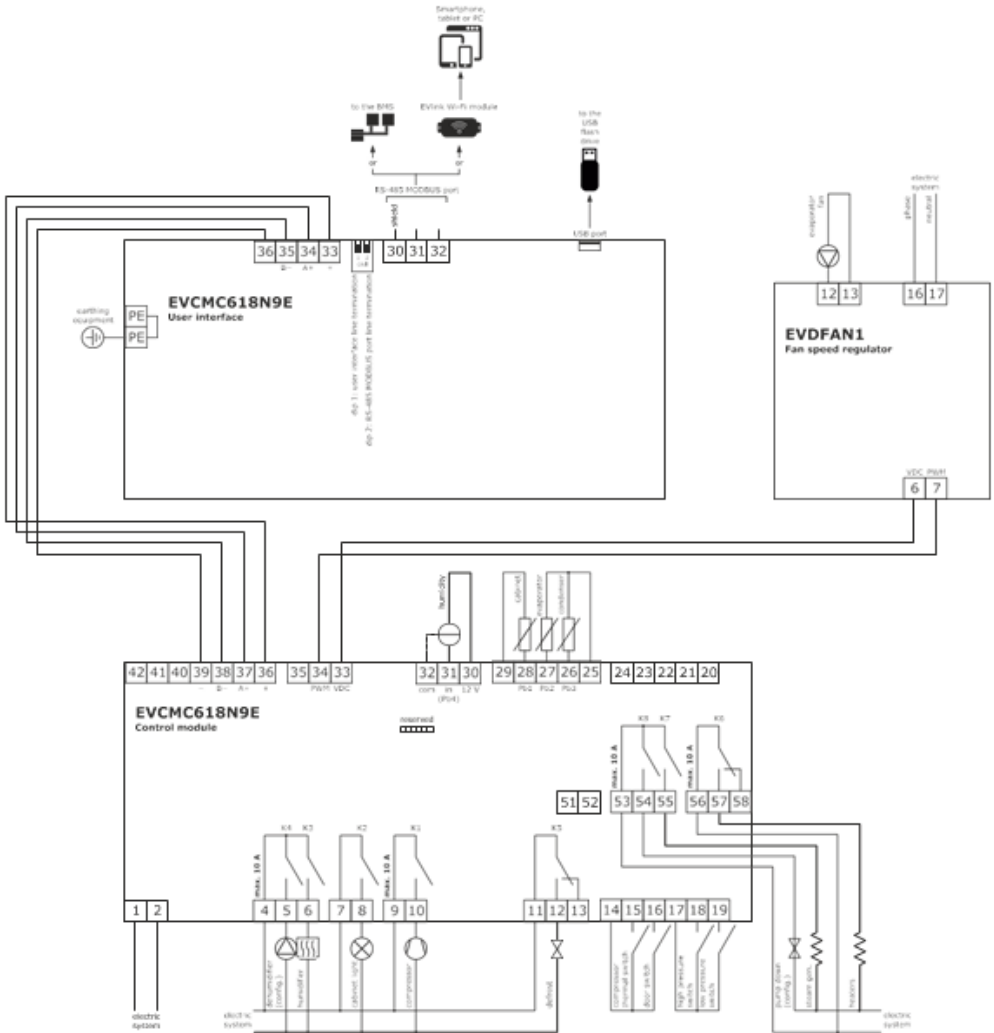 Smartphone,
tablet or PC
to the BMS
EVlink Wi-Fi module
to the
USB
flash
drive
or
or
RS-485 MODBUS port
shield
USB port
electric
system
evaporator
fan
phase
neutral
36 35 34 33
B- A+ +
30 31 32
12 13
16 17
EVCMC618N9E
User interface
earthing
equipment
PE
PE
dip 1: user interface line termination
dip 2: RS-485 MODBUS port line termination
EVDFAN1
Fan speed regulator
VDC PWM
6 7
humidity
cabinet
evaporator
condenser
42 41 40 39 38 37 36
- B- A+ +
35 34 33
PWM VDC
32 31 30
com in 12 V
(Pb4)
29 28 27 26 25
Pb1 Pb2 Pb3
24 23 22 21 20
EVCMC618N9E
Control module
reserved
K8 K7
K6
max. 10 A
max. 10 A
51 52
53 54 55
56 57 58
K4 K3
K2
K1
K5
max. 10 A
max. 10 A
1 2
4 5 6
7 8
9 10
11 12 13
14 15 16 17 18 19
dehumidifier
(config.)
humidifier
cabinet light
compressor
defrost
compressor
thermal switch
door switch
high pressure
switch
low pressure
switch
pump down
(config.)
steam gen.
heaters
electric
system
electric
system
electric
system